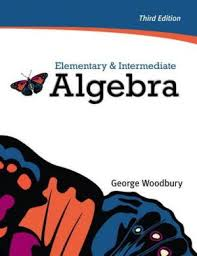 Third Edition
Elementary & Intermediate
Algebra
George Woodbury